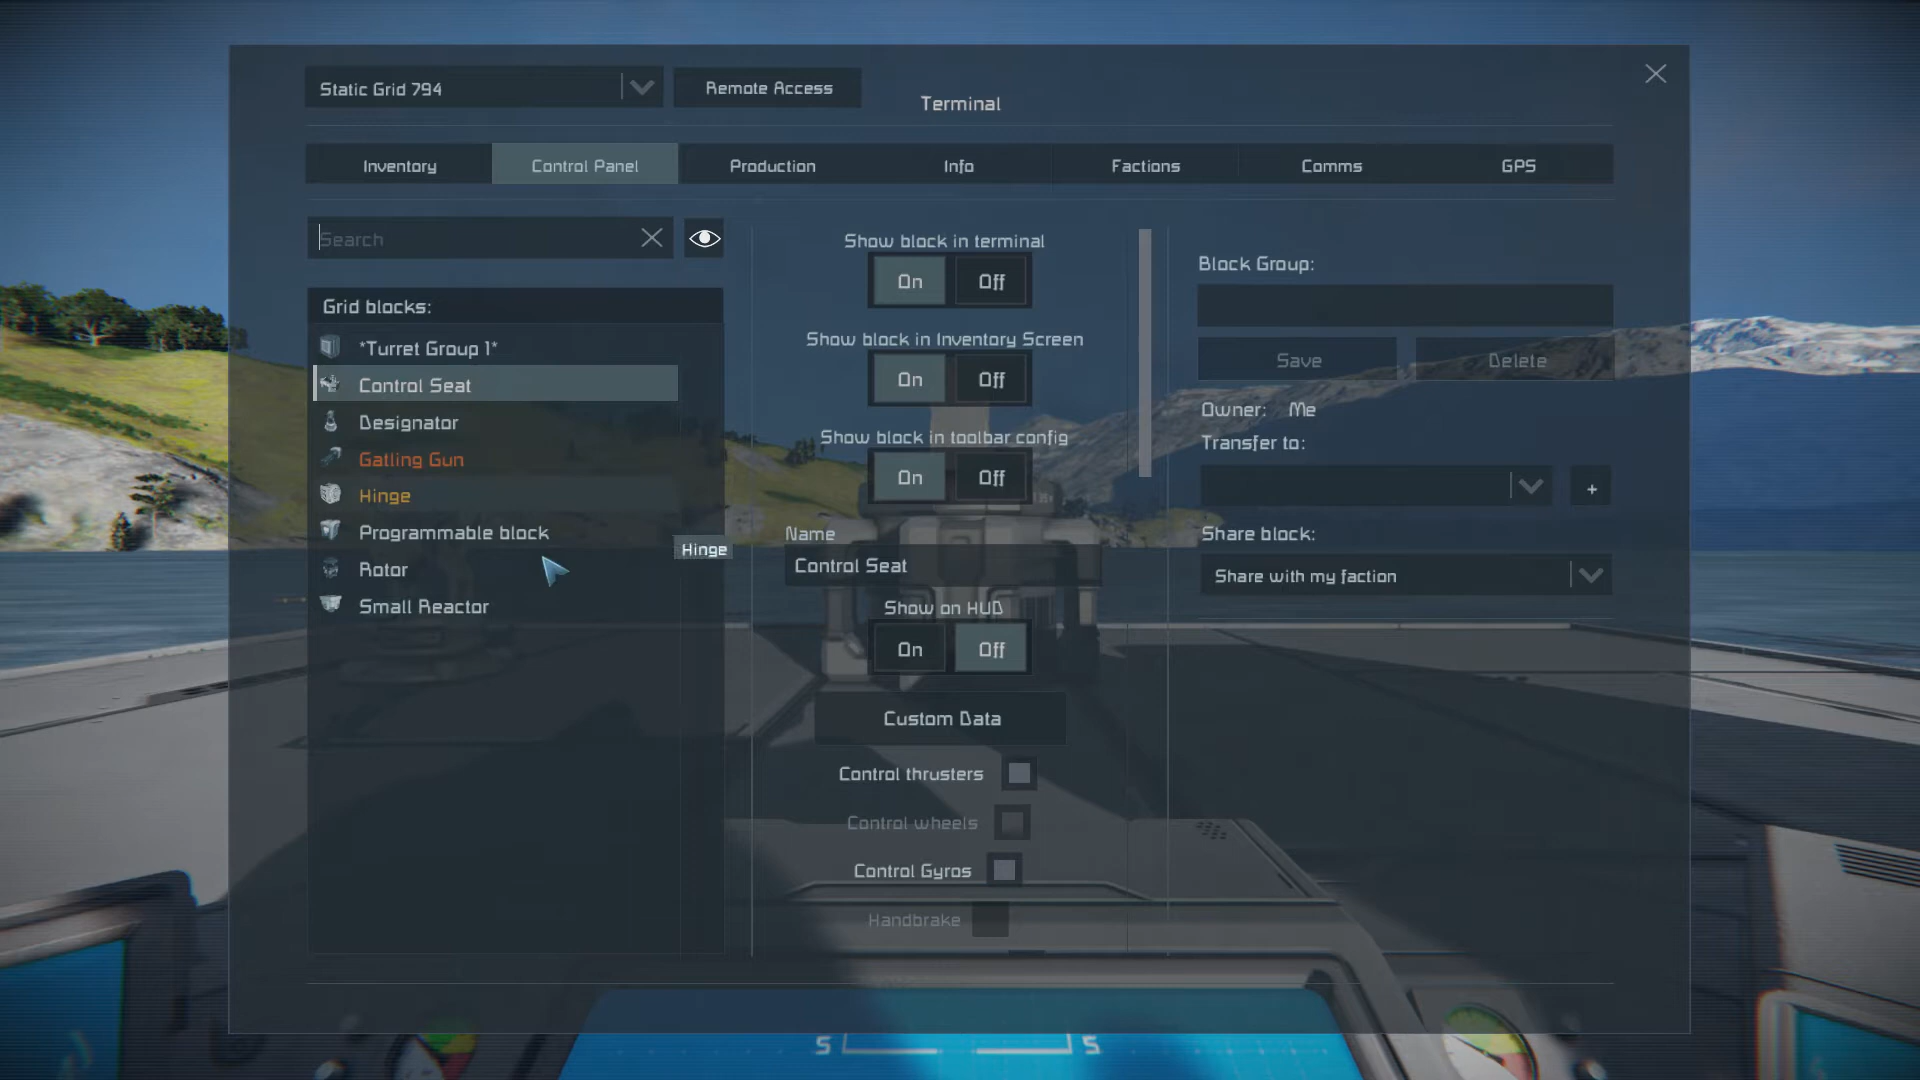 Static Grid 794
Remote Access
Terminal
Inventory
Control Panel
Production
Info
Factions
Comms
GPS
Search
Grid blocks:
*Turret Group 1*
Control Seat
Designator
Gatling Gun
Hinge
Programmable block
Rotor
Small Reactor
Hinge
Show block in terminal
On Off
Show block in Inventory Screen
On Off
Show block in toolbar config
On Off
Name
Control Seat
Show on HUD
On Off
Custom Data
Control thrusters
Control wheels
Control Gyros
Handbrake
Block Group:
Save
Delete
Owner: Me
Transfer to:
+
Share block:
Share with my faction
S S